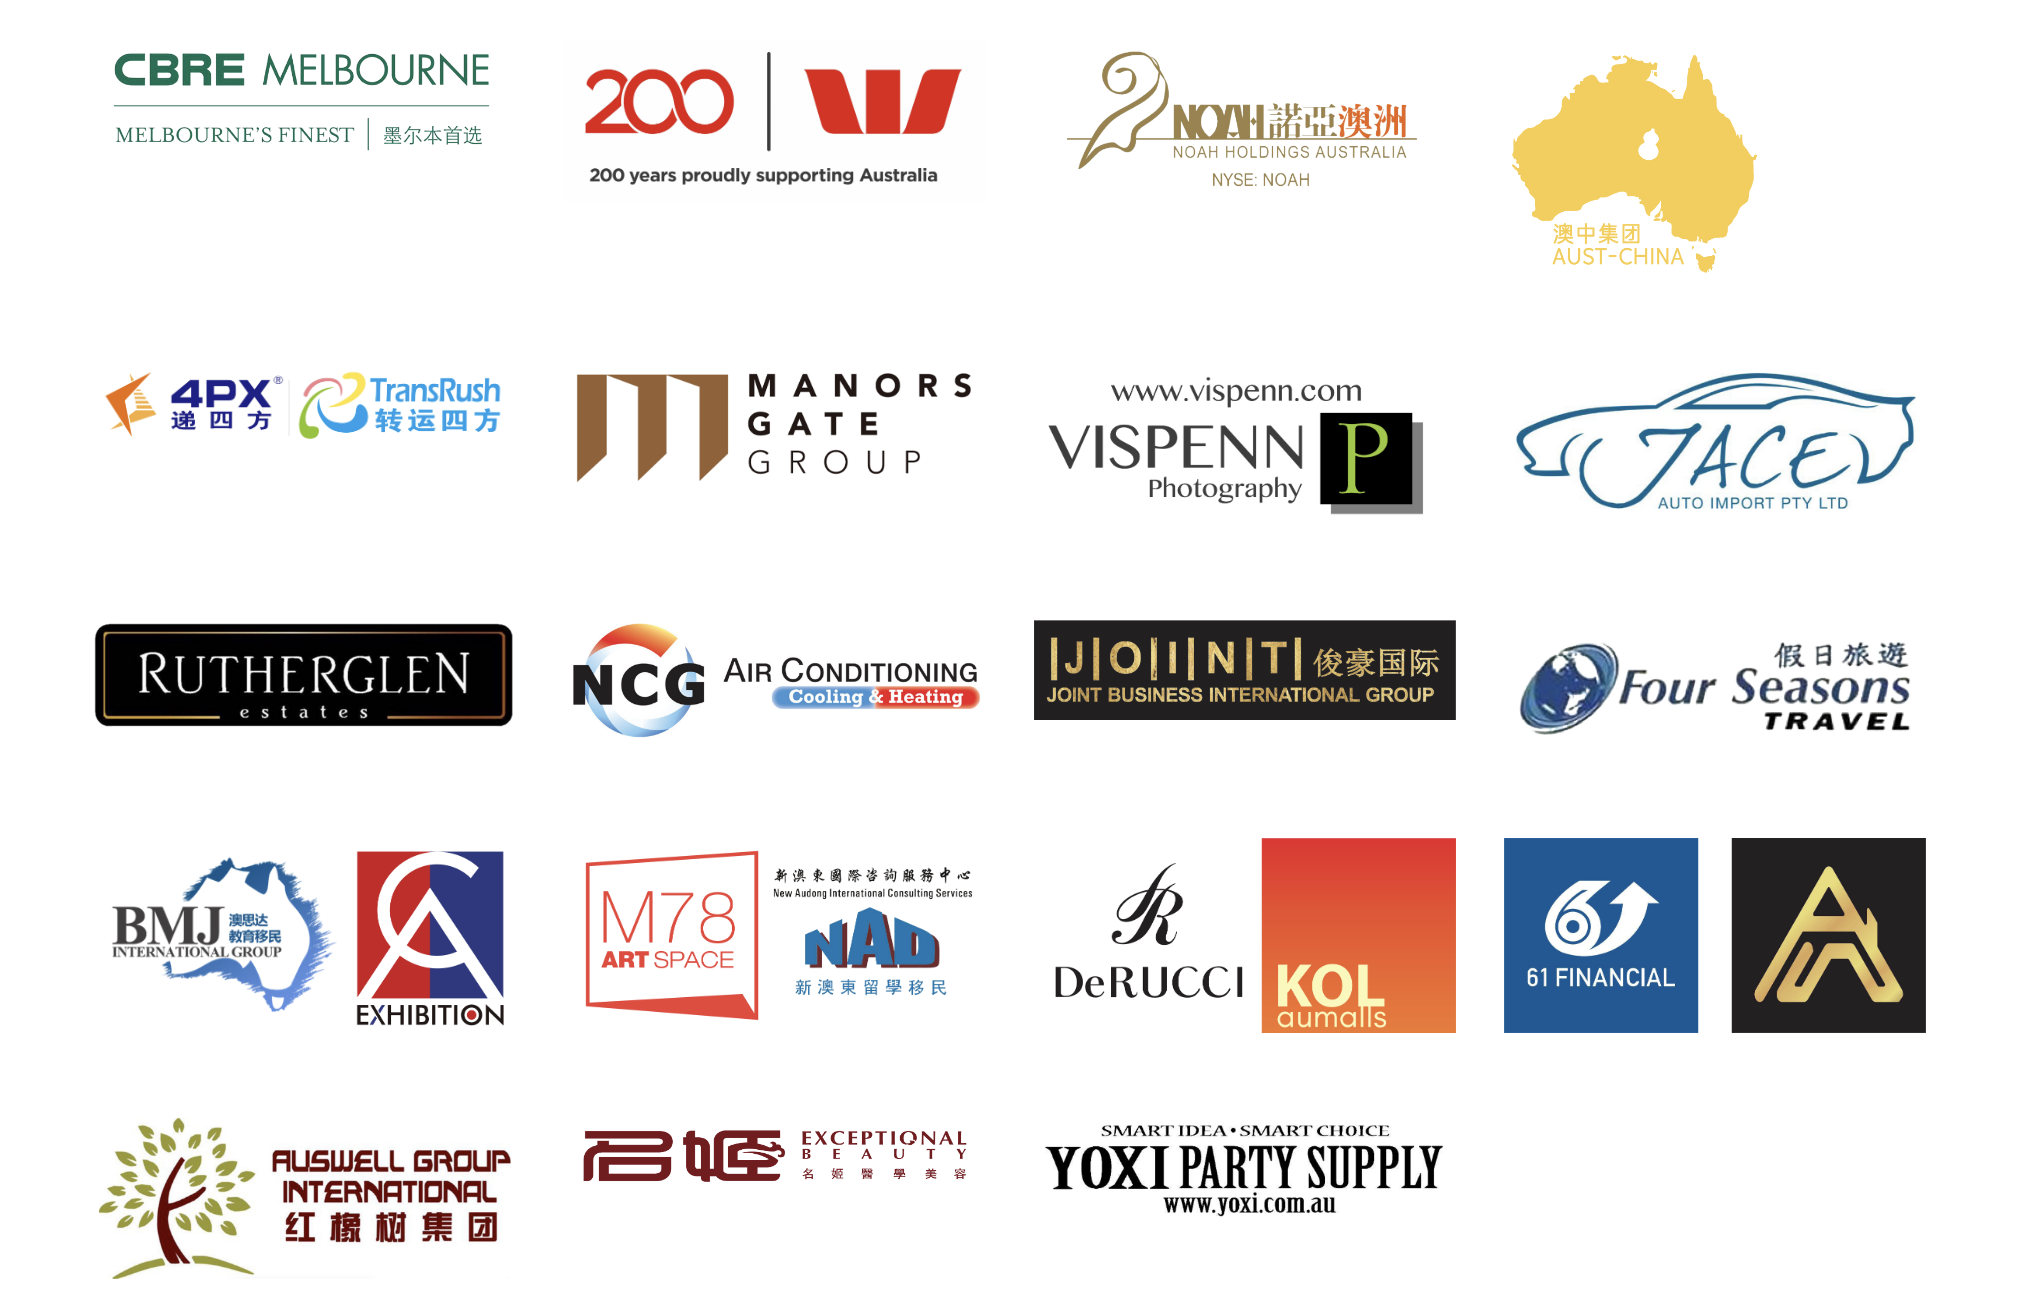 CBRE MELBOURNE
MELBOURNE'S FINEST | 墨尔本首选
200
200 years proudly supporting Australia
NOAH 諾亞澳洲
NOAH HOLDINGS AUSTRALIA
NYSE: NOAH
澳中集团
AUST-CHINA
4PX®
递四方
TransRush
转运四方
MANORS
GATE
GROUP
www.vispenn.com
VISPENN
Photography
P
JACE
AUTO IMPORT PTY LTD
RUTHERGLEN
estates
NCG AIR CONDITIONING
Cooling & Heating
JOINT 俊豪国际
JOINT BUSINESS INTERNATIONAL GROUP
假日旅遊
Four Seasons
TRAVEL
BMJ 澳思达
教育移民
INTERNATIONAL GROUP
CA
EXHIBITION
M78
ART SPACE
新澳東國際咨詢服務中心
New Audong International Consulting Services
NAD
新澳東留學移民
DeRUCCI
KOL
aumalls
61
61 FINANCIAL
AUSWELL GROUP
INTERNATIONAL
红橡树集团
名姬
EXCEPTIONAL
BEAUTY
名姬醫學美容
SMART IDEA • SMART CHOICE
YOXI PARTY SUPPLY
www.yoxi.com.au